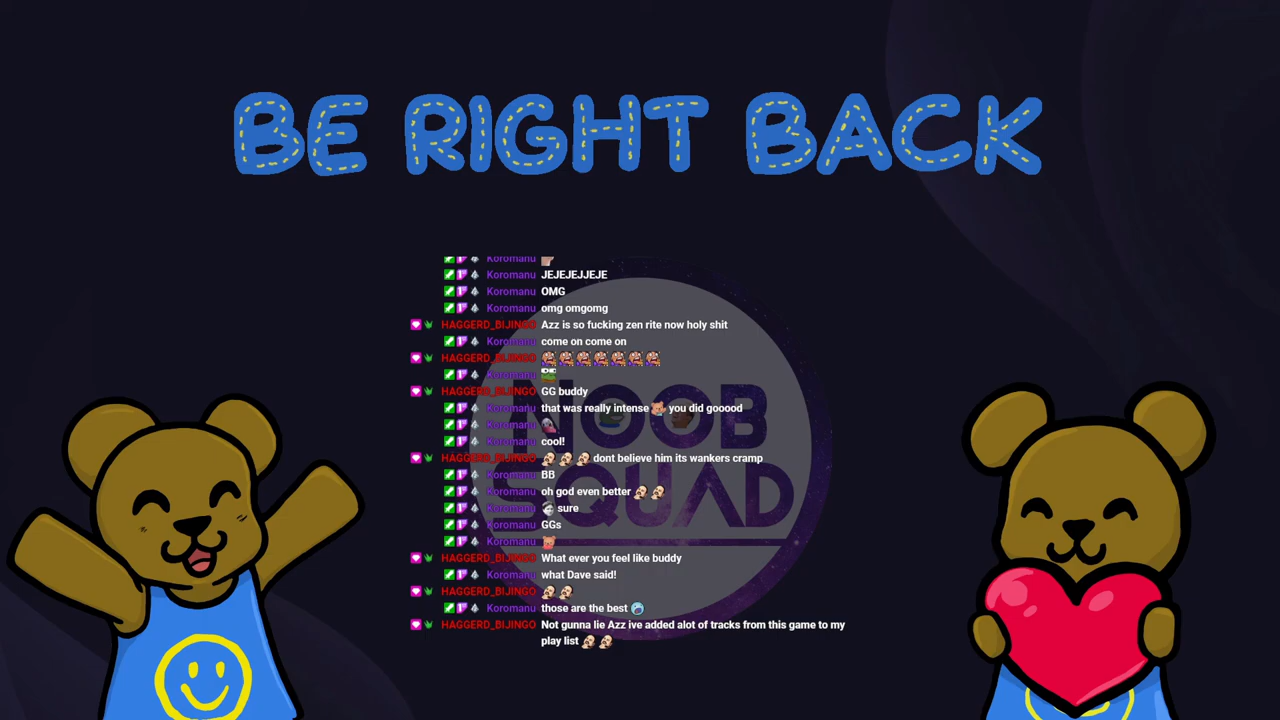 BE RIGHT BACK
Koromanu
Koromanu JEJEJEJJEJE
Koromanu OMG
Koromanu omg omgomg
HAGGERD_BIJINGO Azz is so fucking zen rite now holy shit
Koromanu come on come on
HAGGERD_BIJINGO
Koromanu
HAGGERD_BIJINGO GG buddy
Koromanu that was really intense you did gooood
Koromanu
Koromanu cool!
HAGGERD_BIJINGO dont believe him its wankers cramp
Koromanu BB
Koromanu oh god even better
Koromanu sure
Koromanu GGs
Koromanu
HAGGERD_BIJINGO What ever you feel like buddy
Koromanu what Dave said!
HAGGERD_BIJINGO
Koromanu those are the best
HAGGERD_BIJINGO Not gunna lie Azz ive added alot of tracks from this game to my
play list
NOOB
SQUAD